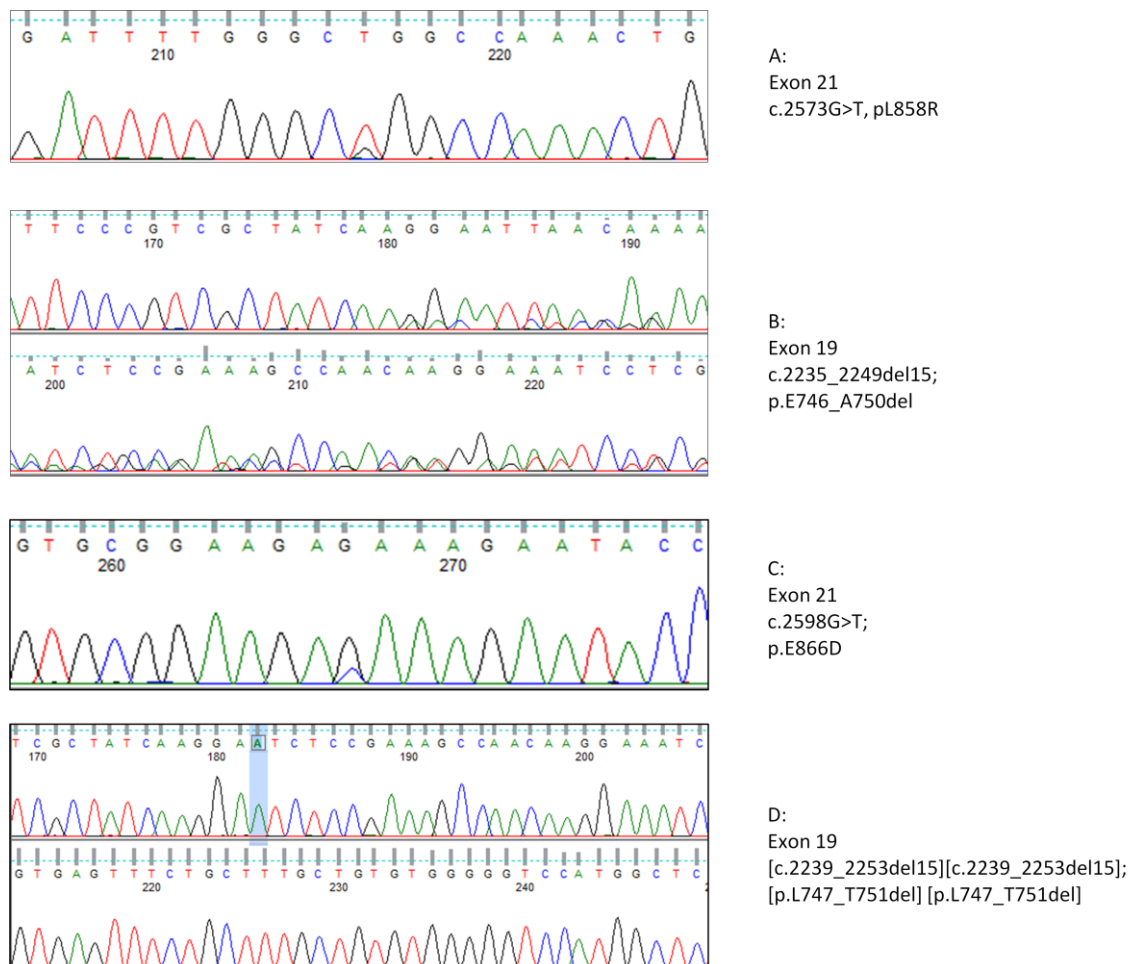 G A T T T T G G G C T G G C C A A A C T G
210 220
A:
Exon 21
c.2573G>T, pL858R
T T C C C G T C G C T A T C A A G G A A T T A A C A A A A
170 180 190
A T C T C C G A A A G C C A A C A A G G A A A T C C T C G
200 210 220
B:
Exon 19
c.2235_2249del15;
p.E746_A750del
G T G C G G A A G A G A A A G A A T A C C
260 270
C:
Exon 21
c.2598G>T;
p.E866D
T C G C T A T C A A G G A A T C T C C G A A A G C C A A C A A G G A A A T C
170 180 190 200
G T G A G T T T C T G C T T T G C T G T G T G G G G G T C C A T G G C T C
220 230 240
D:
Exon 19
[c.2239_2253del15][c.2239_2253del15];
[p.L747_T751del] [p.L747_T751del]